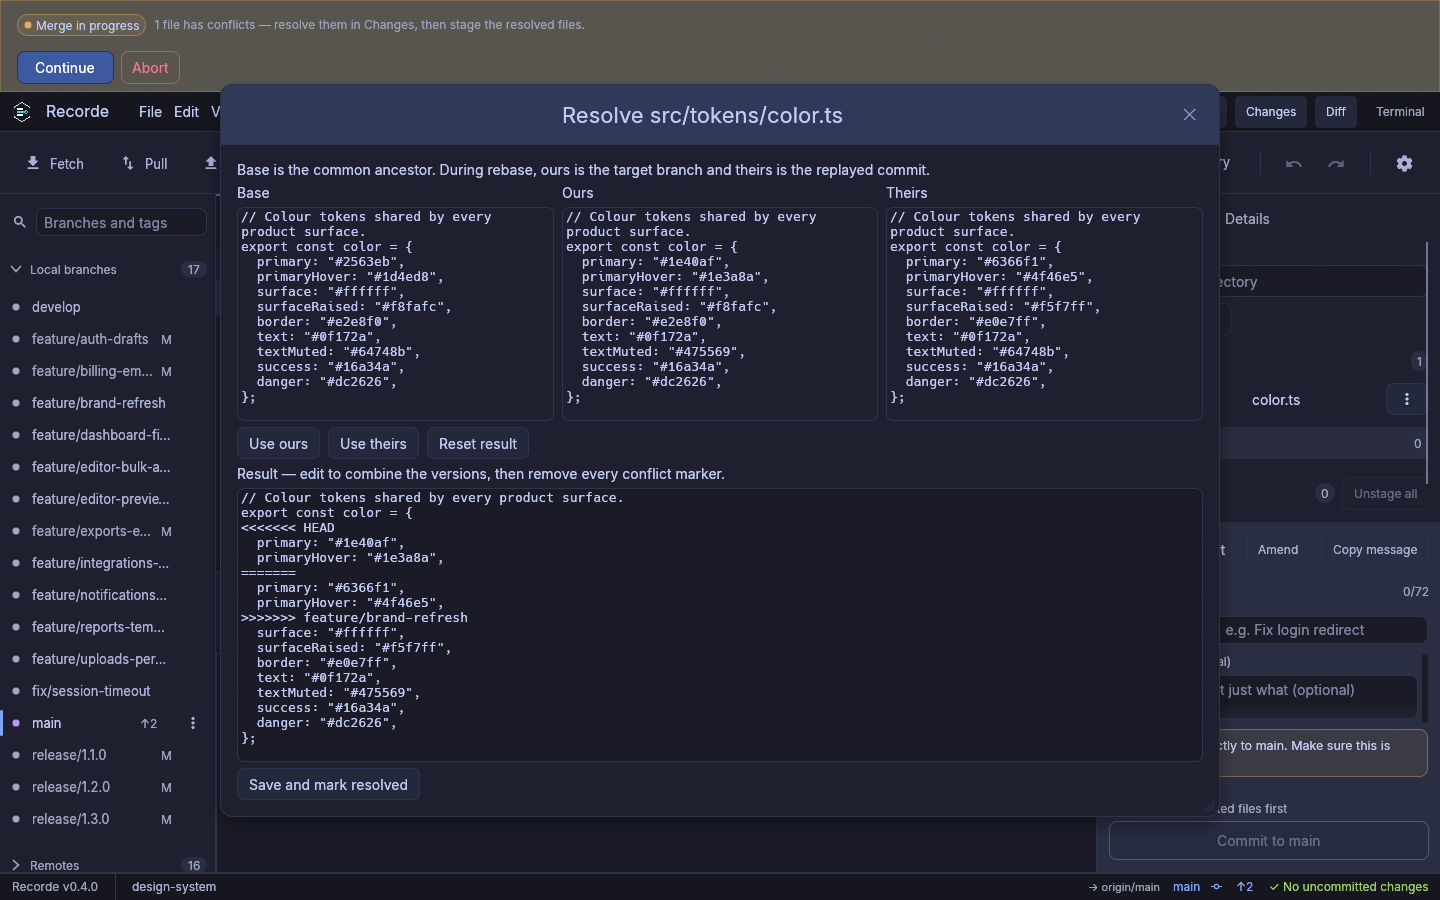 Merge in progress
1 file has conflicts — resolve them in Changes, then stage the resolved files.
Continue
Abort
Recorde
File
Edit
V
Changes
Diff
Terminal
Fetch
Pull
ry
Branches and tags
Local branches
17
develop
feature/auth-drafts M
feature/billing-em... M
feature/brand-refresh
feature/dashboard-fi...
feature/editor-bulk-a...
feature/editor-previe...
feature/exports-e... M
feature/integrations-...
feature/notifications...
feature/reports-tem...
feature/uploads-per...
fix/session-timeout
main ↑2
release/1.1.0 M
release/1.2.0 M
release/1.3.0 M
Remotes
16
Resolve src/tokens/color.ts
Base is the common ancestor. During rebase, ours is the target branch and theirs is the replayed commit.
Base
// Colour tokens shared by every
product surface.
export const color = {
primary: "#2563eb",
primaryHover: "#1d4ed8",
surface: "#ffffff",
surfaceRaised: "#f8fafc",
border: "#e2e8f0",
text: "#0f172a",
textMuted: "#64748b",
success: "#16a34a",
danger: "#dc2626",
};
Ours
// Colour tokens shared by every
product surface.
export const color = {
primary: "#1e40af",
primaryHover: "#1e3a8a",
surface: "#ffffff",
surfaceRaised: "#f8fafc",
border: "#e2e8f0",
text: "#0f172a",
textMuted: "#475569",
success: "#16a34a",
danger: "#dc2626",
};
Theirs
// Colour tokens shared by every
product surface.
export const color = {
primary: "#6366f1",
primaryHover: "#4f46e5",
surface: "#ffffff",
surfaceRaised: "#f5f7ff",
border: "#e0e7ff",
text: "#0f172a",
textMuted: "#64748b",
success: "#16a34a",
danger: "#dc2626",
};
Use ours
Use theirs
Reset result
Result — edit to combine the versions, then remove every conflict marker.
// Colour tokens shared by every product surface.
export const color = {
<<<<<<< HEAD
primary: "#1e40af",
primaryHover: "#1e3a8a",
=======
primary: "#6366f1",
primaryHover: "#4f46e5",
>>>>>>> feature/brand-refresh
surface: "#ffffff",
surfaceRaised: "#f5f7ff",
border: "#e0e7ff",
text: "#0f172a",
textMuted: "#475569",
success: "#16a34a",
danger: "#dc2626",
};
Save and mark resolved
Details
ectory
1
color.ts
0
0
Unstage all
t
Amend
Copy message
0/72
e.g. Fix login redirect
al)
t just what (optional)
ctly to main. Make sure this is
ed files first
Commit to main
Recorde v0.4.0
design-system
→ origin/main
main
↑2
✓ No uncommitted changes